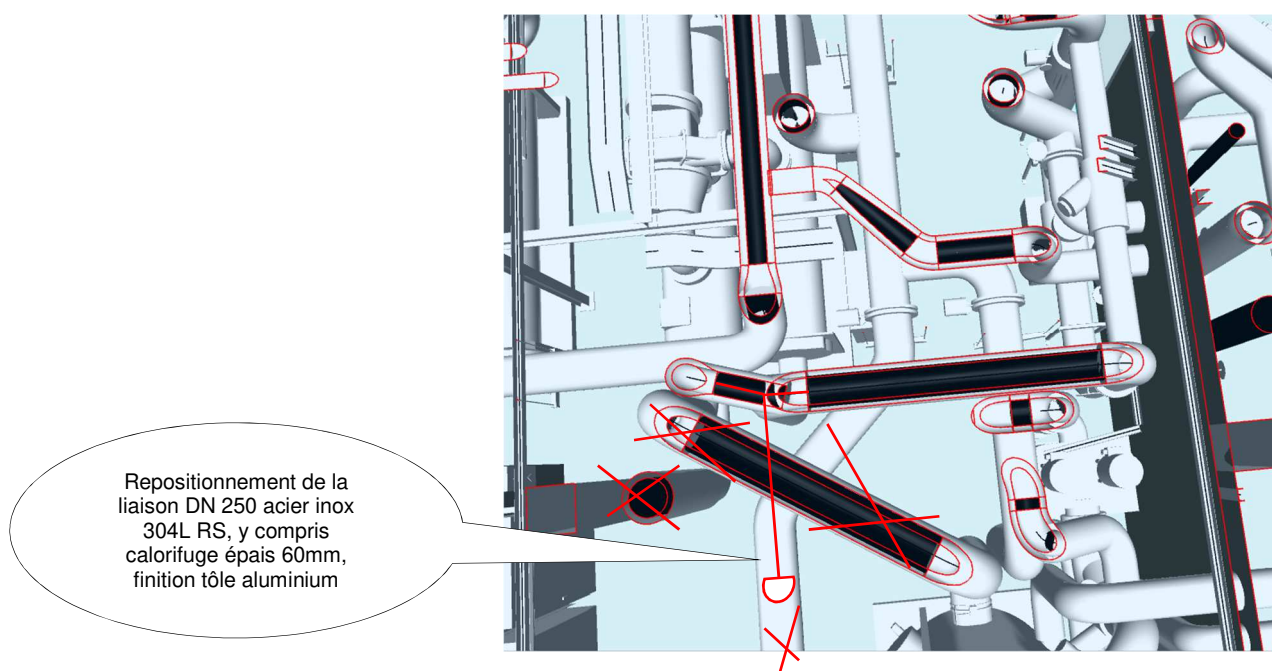 Repositionnement de la
liaison DN 250 acier inox
304L RS, y compris
calorifuge épais 60mm,
finition tôle aluminium